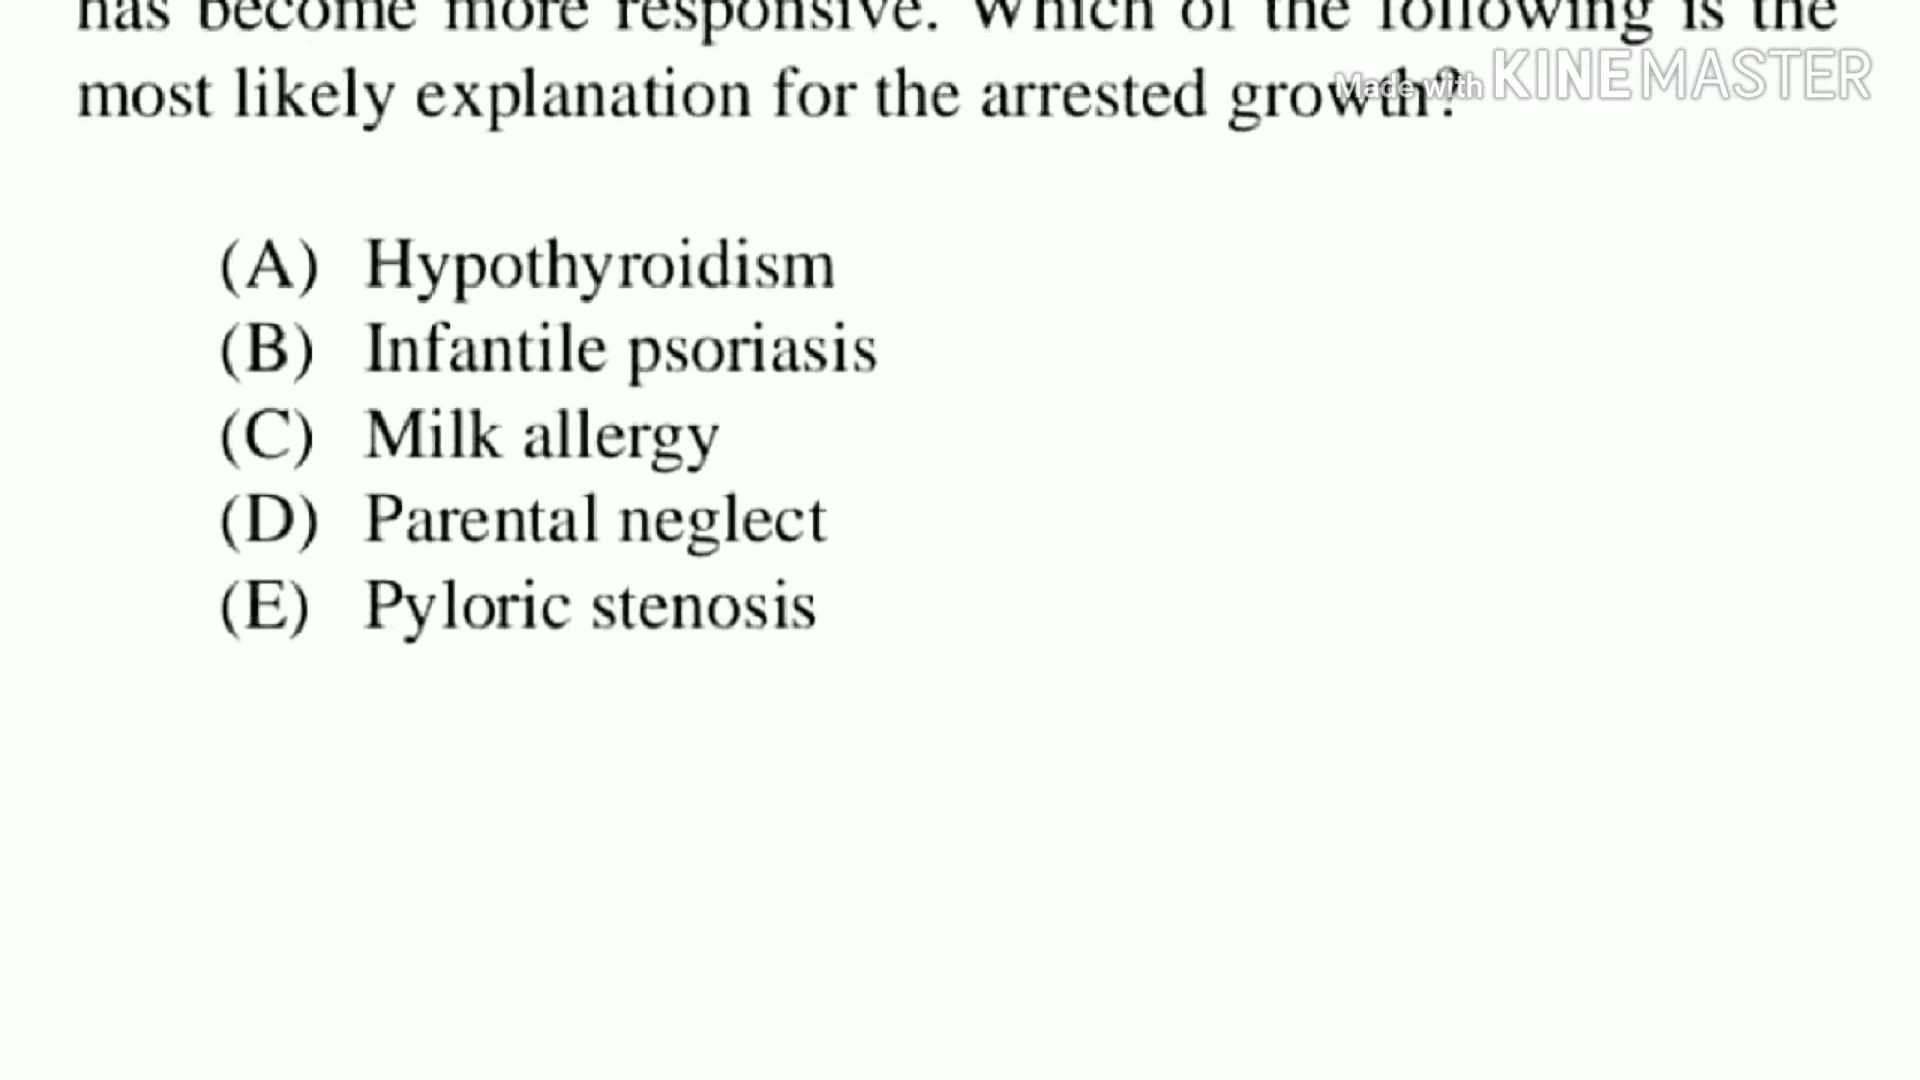 has become more responsive. Which of the following is the
most likely explanation for the arrested growth?
Made with KINEMASTER
(A) Hypothyroidism
(B) Infantile psoriasis
(C) Milk allergy
(D) Parental neglect
(E) Pyloric stenosis